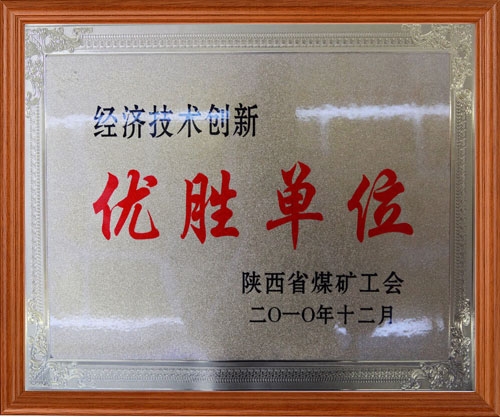 经济技术创新
优胜单位
陕西省煤矿工会
二〇一〇年十二月